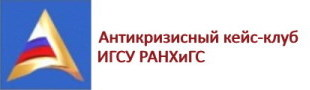 Антикризисный кейс-клуб
ИГСУ РАНХиГС